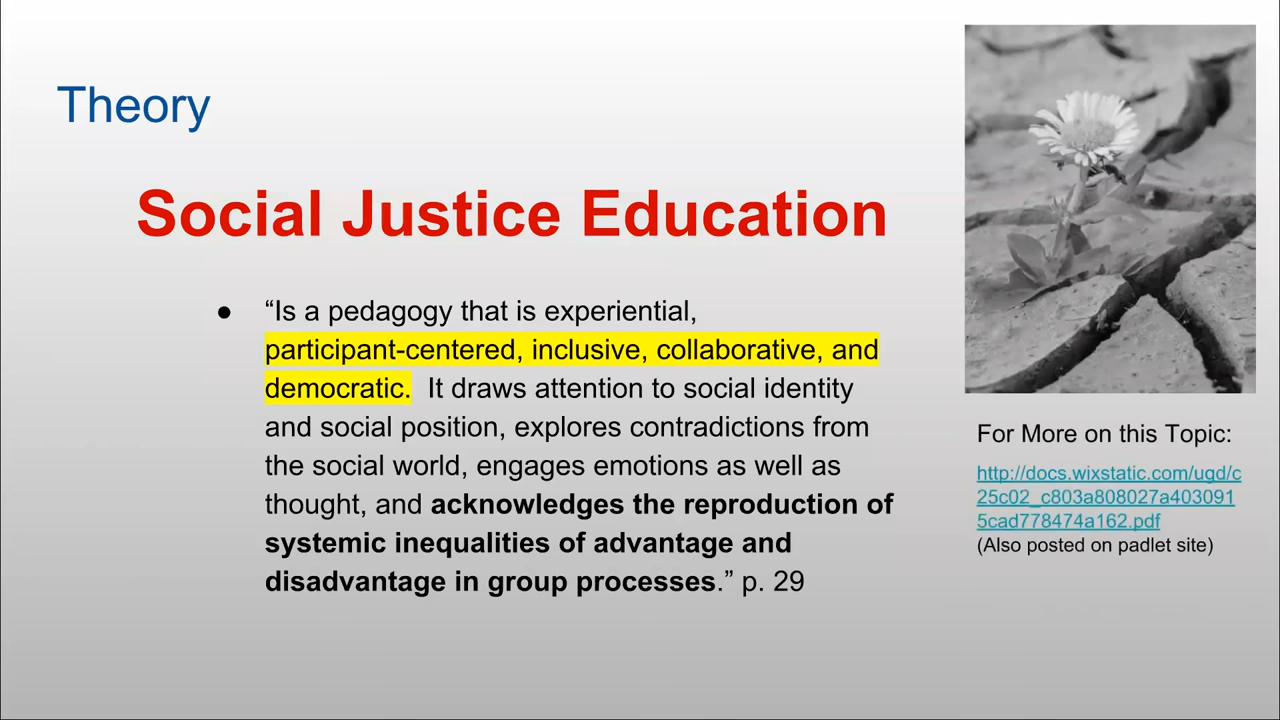 Theory
Social Justice Education
● “Is a pedagogy that is experiential,
participant-centered, inclusive, collaborative, and
democratic.  It draws attention to social identity
and social position, explores contradictions from
the social world, engages emotions as well as
thought, and acknowledges the reproduction of
systemic inequalities of advantage and
disadvantage in group processes.” p. 29
For More on this Topic:
http://docs.wixstatic.com/ugd/c
25c02_c803a808027a403091
5cad778474a162.pdf
(Also posted on padlet site)